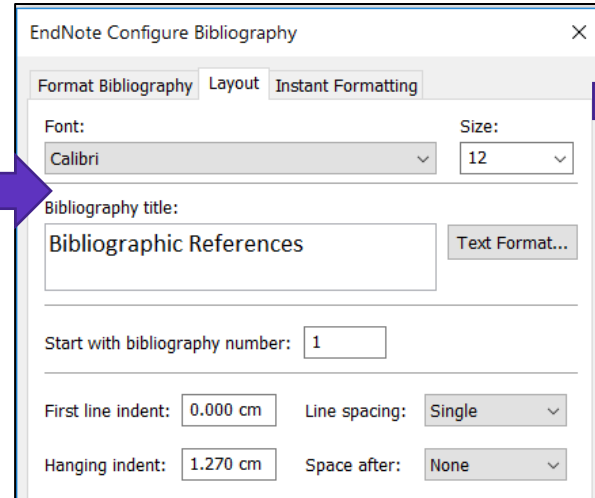 EndNote Configure Bibliography
Format Bibliography Layout Instant Formatting
Font: Size:
Calibri 12
Bibliography title:
Bibliographic References Text Format...
Start with bibliography number: 1
First line indent: 0.000 cm Line spacing: Single
Hanging indent: 1.270 cm Space after: None